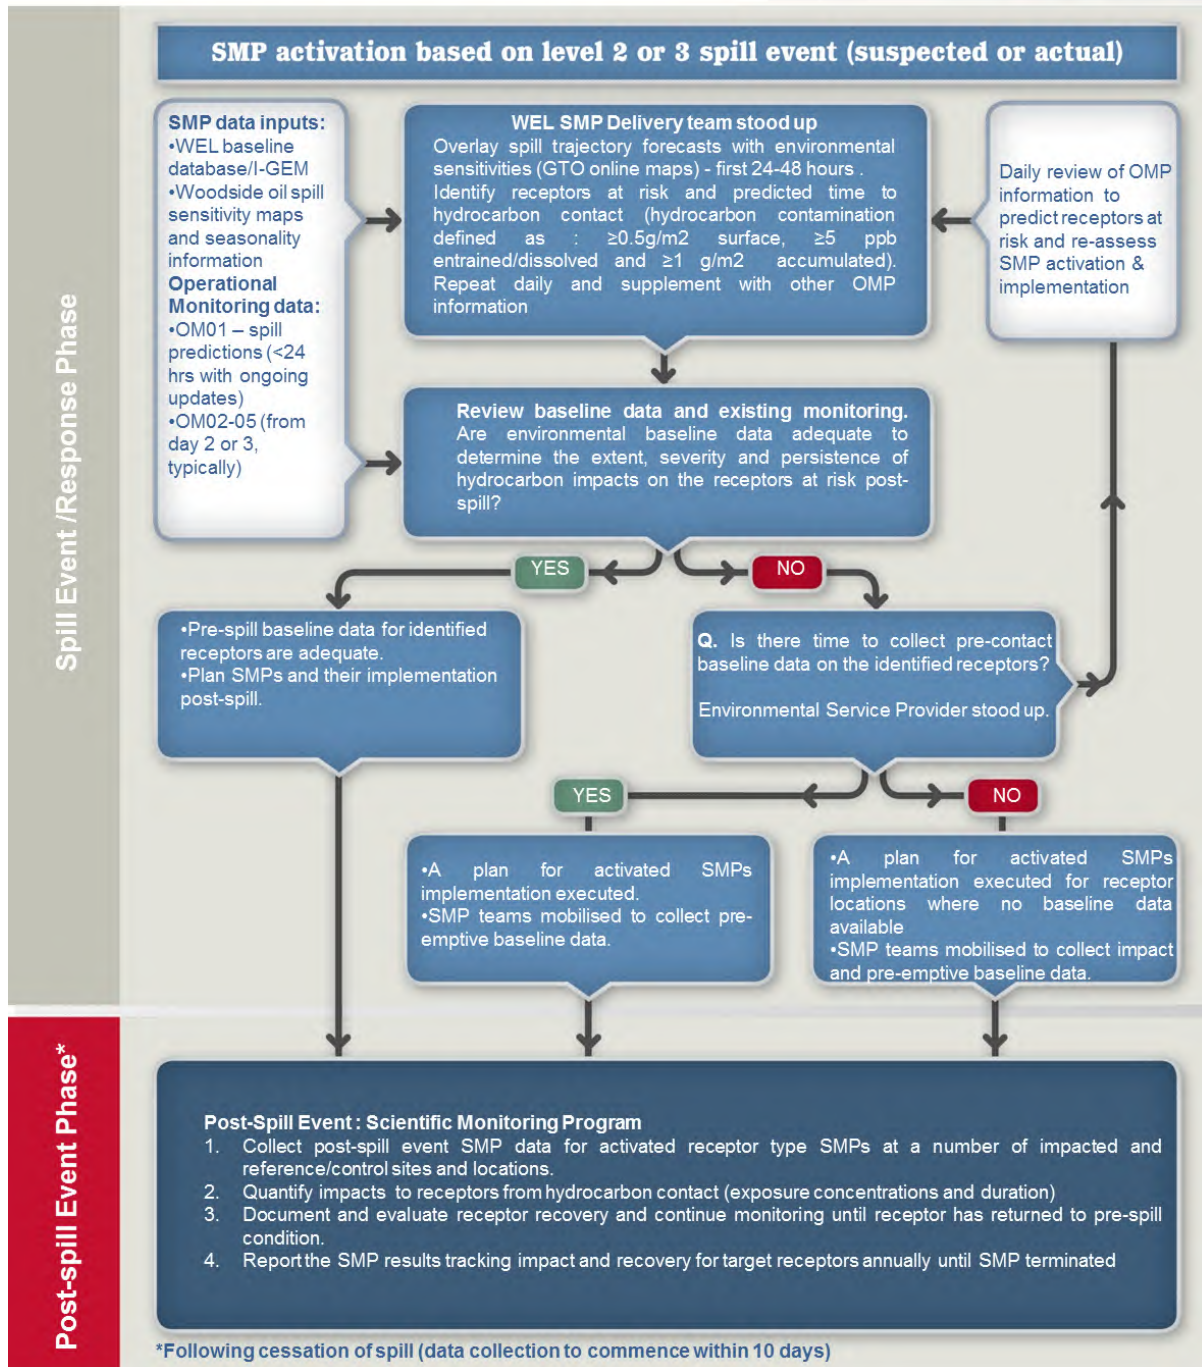 SMP activation based on level 2 or 3 spill event (suspected or actual)
Spill Event /Response Phase
SMP data inputs:
•WEL baseline
database/I-GEM
•Woodside oil spill
sensitivity maps
and seasonality
information
Operational
Monitoring data:
•OM01 – spill
predictions (<24
hrs with ongoing
updates)
•OM02-05 (from
day 2 or 3,
typically)
WEL SMP Delivery team stood up
Overlay spill trajectory forecasts with environmental
sensitivities (GTO online maps) - first 24-48 hours .
Identify receptors at risk and predicted time to
hydrocarbon contact (hydrocarbon contamination
defined as : ≥0.5g/m2 surface, ≥5 ppb
entrained/dissolved and ≥1 g/m2 accumulated).
Repeat daily and supplement with other OMP
information
Daily review of OMP
information to
predict receptors at
risk and re-assess
SMP activation &
implementation
Review baseline data and existing monitoring.
Are environmental baseline data adequate to
determine the extent, severity and persistence of
hydrocarbon impacts on the receptors at risk post-
spill?
YES
NO
•Pre-spill baseline data for identified
receptors are adequate.
•Plan SMPs and their implementation
post-spill.
Q. Is there time to collect pre-contact
baseline data on the identified receptors?
Environmental Service Provider stood up.
YES
NO
•A plan for activated SMPs
implementation executed.
•SMP teams mobilised to collect pre-
emptive baseline data.
•A plan for activated SMPs
implementation executed for receptor
locations where no baseline data
available
•SMP teams mobilised to collect impact
and pre-emptive baseline data.
Post-spill Event Phase*
Post-Spill Event : Scientific Monitoring Program
1. Collect post-spill event SMP data for activated receptor type SMPs at a number of impacted and
reference/control sites and locations.
2. Quantify impacts to receptors from hydrocarbon contact (exposure concentrations and duration)
3. Document and evaluate receptor recovery and continue monitoring until receptor has returned to pre-spill
condition.
4. Report the SMP results tracking impact and recovery for target receptors annually until SMP terminated
*Following cessation of spill (data collection to commence within 10 days)